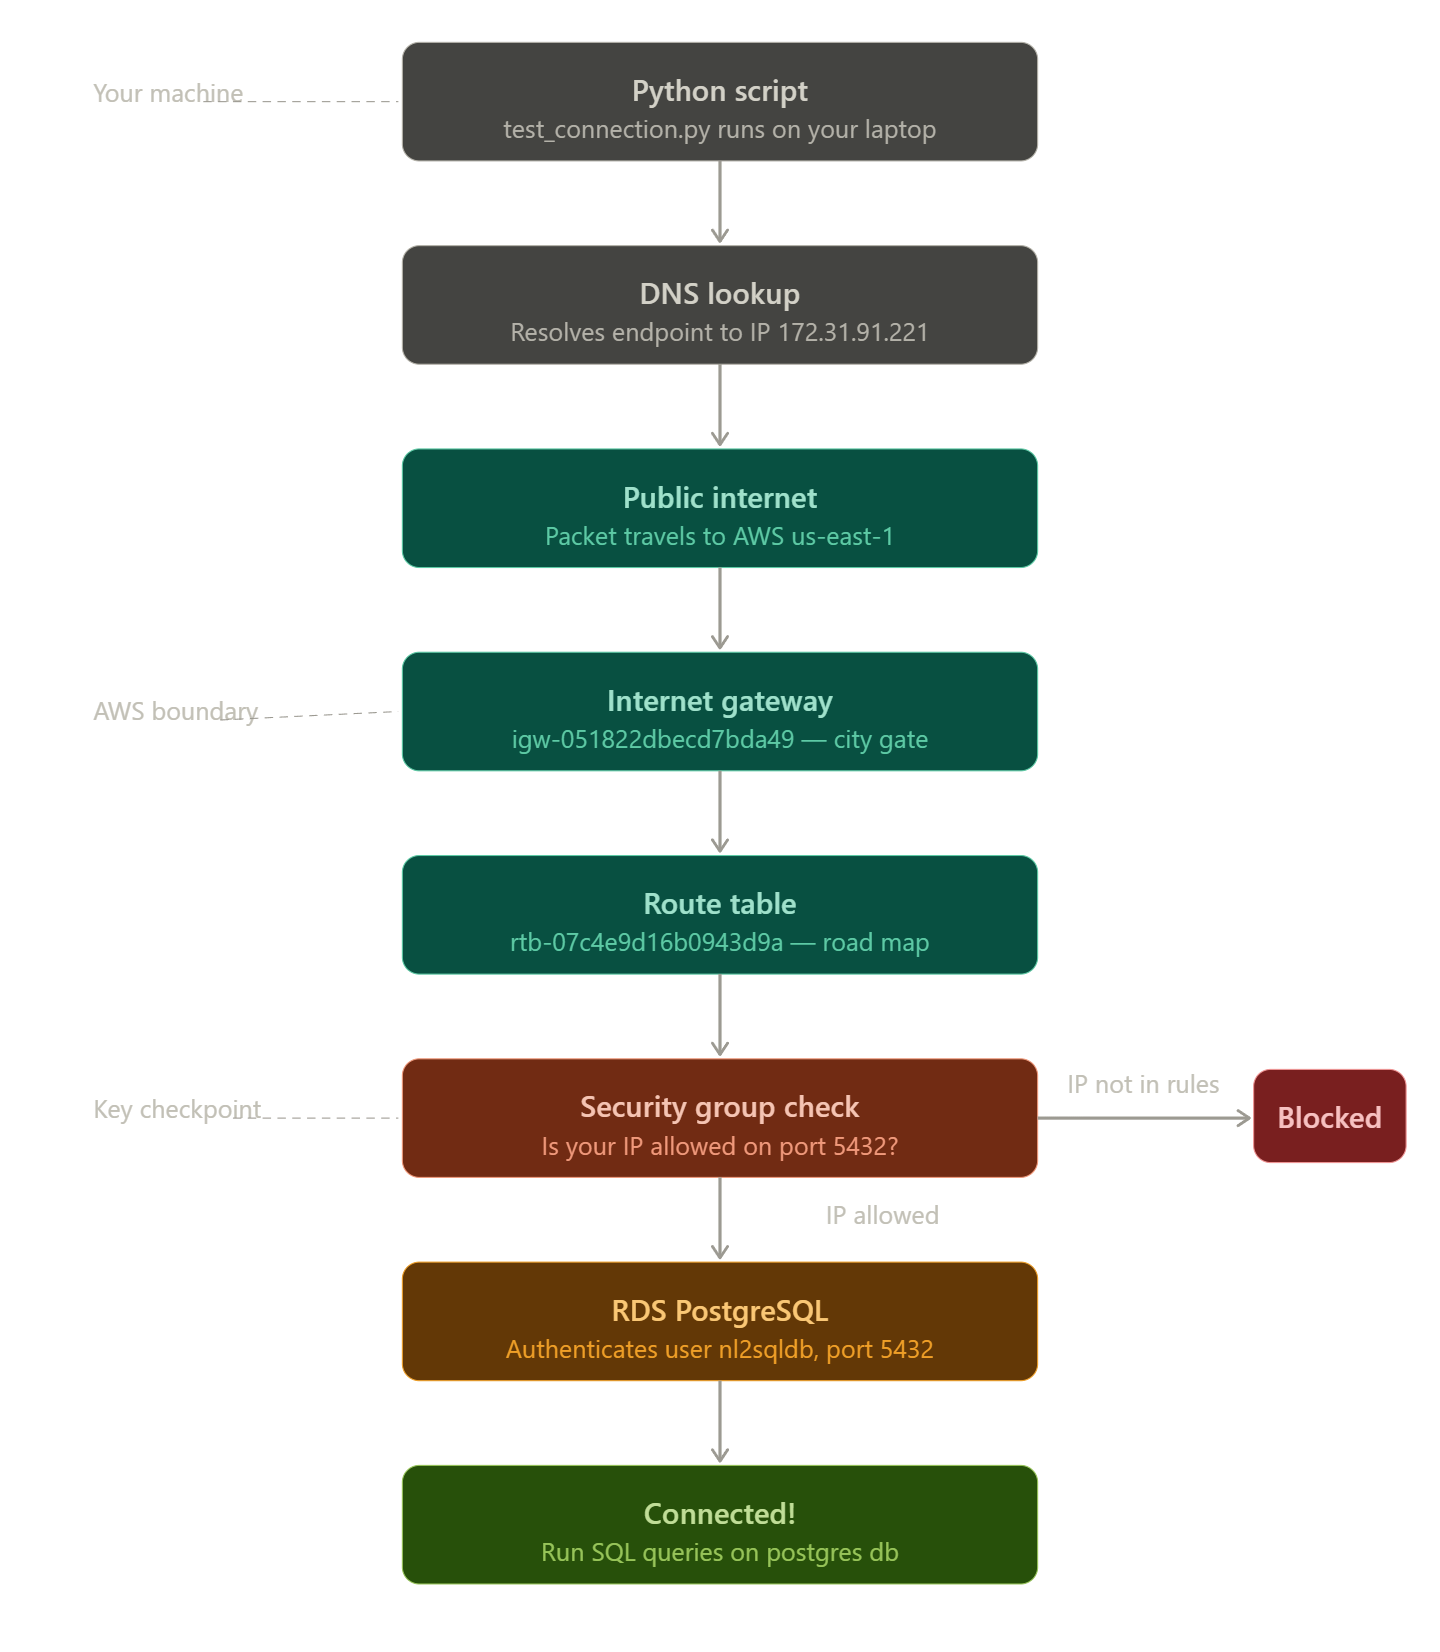 Your machine
Python script
test_connection.py runs on your laptop
DNS lookup
Resolves endpoint to IP 172.31.91.221
Public internet
Packet travels to AWS us-east-1
AWS boundary
Internet gateway
igw-051822dbecd7bda49 — city gate
Route table
rtb-07c4e9d16b0943d9a — road map
Key checkpoint
Security group check
Is your IP allowed on port 5432?
IP not in rules
Blocked
IP allowed
RDS PostgreSQL
Authenticates user nl2sqldb, port 5432
Connected!
Run SQL queries on postgres db